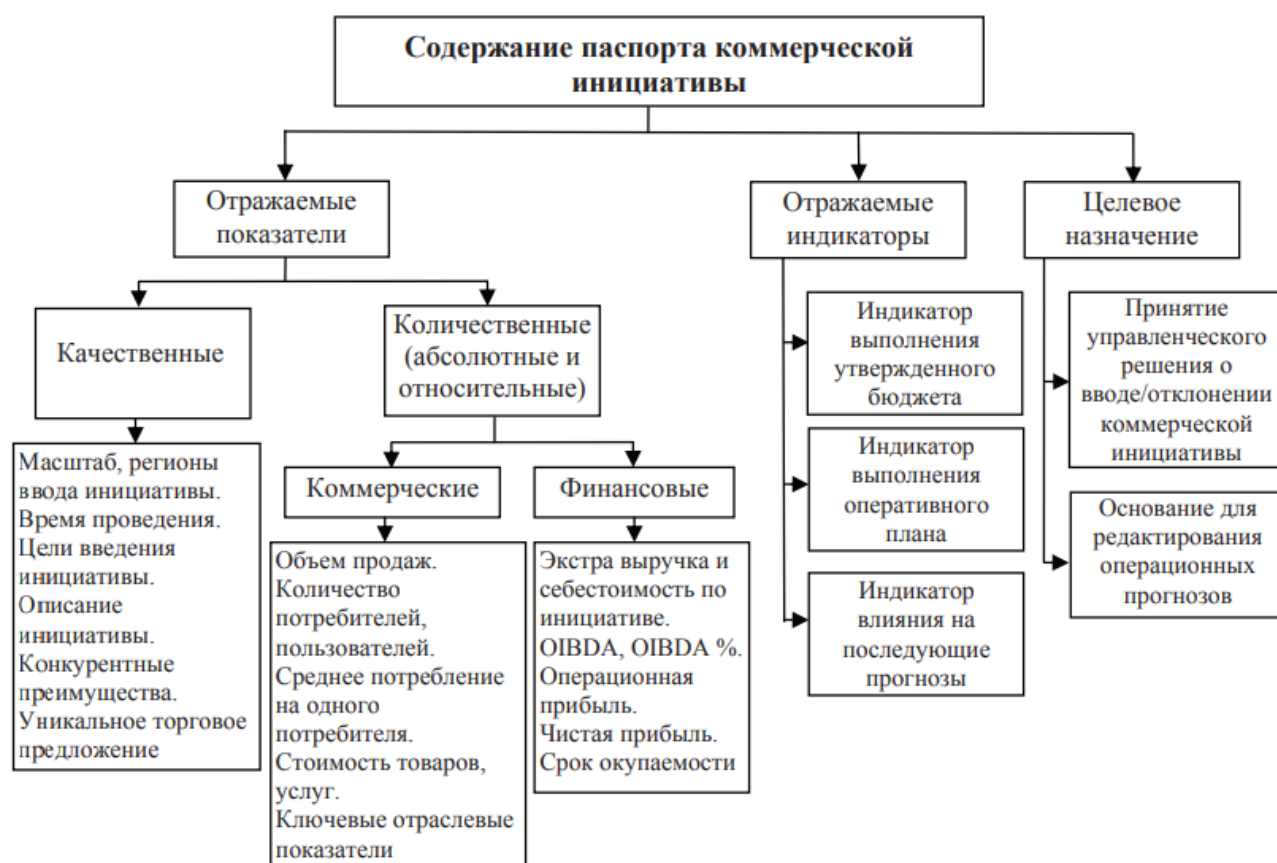 Содержание паспорта коммерческой
инициативы
Отражаемые
показатели
Отражаемые
индикаторы
Целевое
назначение
Качественные
Количественные
(абсолютные и
относительные)
Масштаб, регионы
ввода инициативы.
Время проведения.
Цели введения
инициативы.
Описание
инициативы.
Конкурентные
преимущества.
Уникальное торговое
предложение
Коммерческие
Объем продаж.
Количество
потребителей,
пользователей.
Среднее потребление
на одного
потребителя.
Стоимость товаров,
услуг.
Ключевые отраслевые
показатели
Финансовые
Экстра выручка и
себестоимость по
инициативе.
OIBDA, OIBDA %.
Операционная
прибыль.
Чистая прибыль.
Срок окупаемости
Индикатор
выполнения
утвержденного
бюджета
Индикатор
выполнения
оперативного
плана
Индикатор
влияния на
последующие
прогнозы
Принятие
управленческого
решения о
вводе/отклонении
коммерческой
инициативы
Основание для
редактирования
операционных
прогнозов